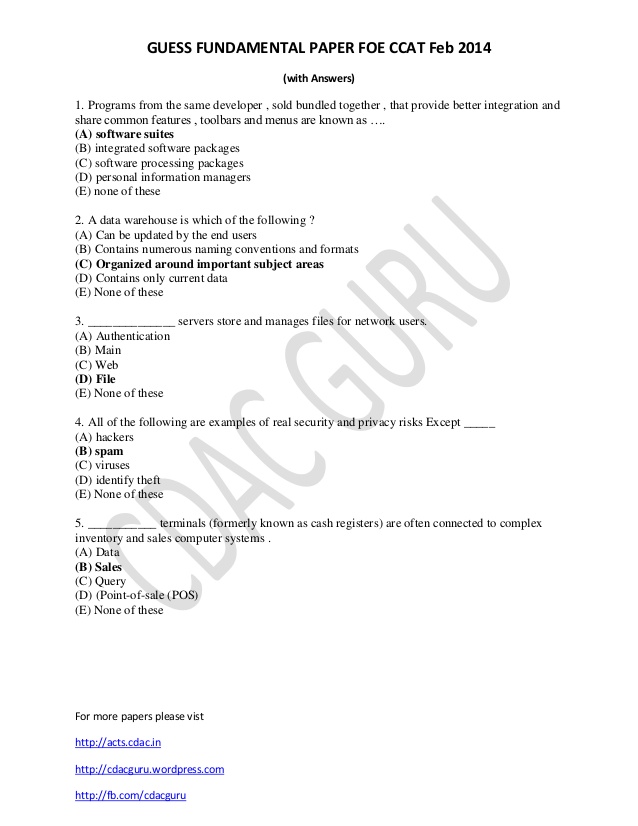 GUESS FUNDAMENTAL PAPER FOE CCAT Feb 2014
(with Answers)
1. Programs from the same developer , sold bundled together , that provide better integration and
share common features , toolbars and menus are known as ….
(A) software suites
(B) integrated software packages
(C) software processing packages
(D) personal information managers
(E) none of these
2. A data warehouse is which of the following ?
(A) Can be updated by the end users
(B) Contains numerous naming conventions and formats
(C) Organized around important subject areas
(D) Contains only current data
(E) None of these
3. ______________ servers store and manages files for network users.
(A) Authentication
(B) Main
(C) Web
(D) File
(E) None of these
4. All of the following are examples of real security and privacy risks Except _____
(A) hackers
(B) spam
(C) viruses
(D) identify theft
(E) None of these
5. ___________ terminals (formerly known as cash registers) are often connected to complex
inventory and sales computer systems .
(A) Data
(B) Sales
(C) Query
(D) (Point-of-sale (POS)
(E) None of these
CDAC GURU
For more papers please vist
http://acts.cdac.in
http://cdacguru.wordpress.com
http://fb.com/cdacguru